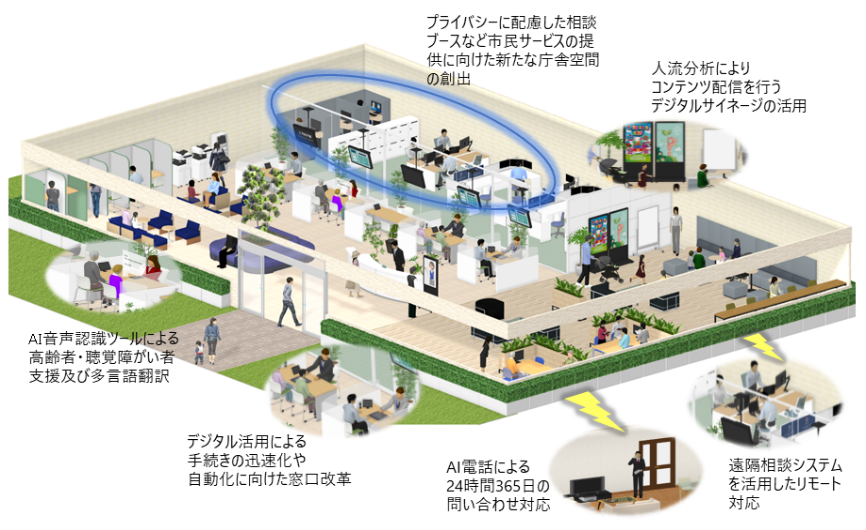 プライバシーに配慮した相談
ブースなど市民サービスの提
供に向けた新たな庁舎空間
の創出
人流分析により
コンテンツ配信を行う
デジタルサイネージの活用
AI音声認識ツールによる
高齢者・聴覚障がい者
支援及び多言語翻訳
デジタル活用による
手続きの迅速化や
自動化に向けた窓口改革
AI電話による
24時間365日の
問い合わせ対応
遠隔相談システム
を活用したリモート
対応